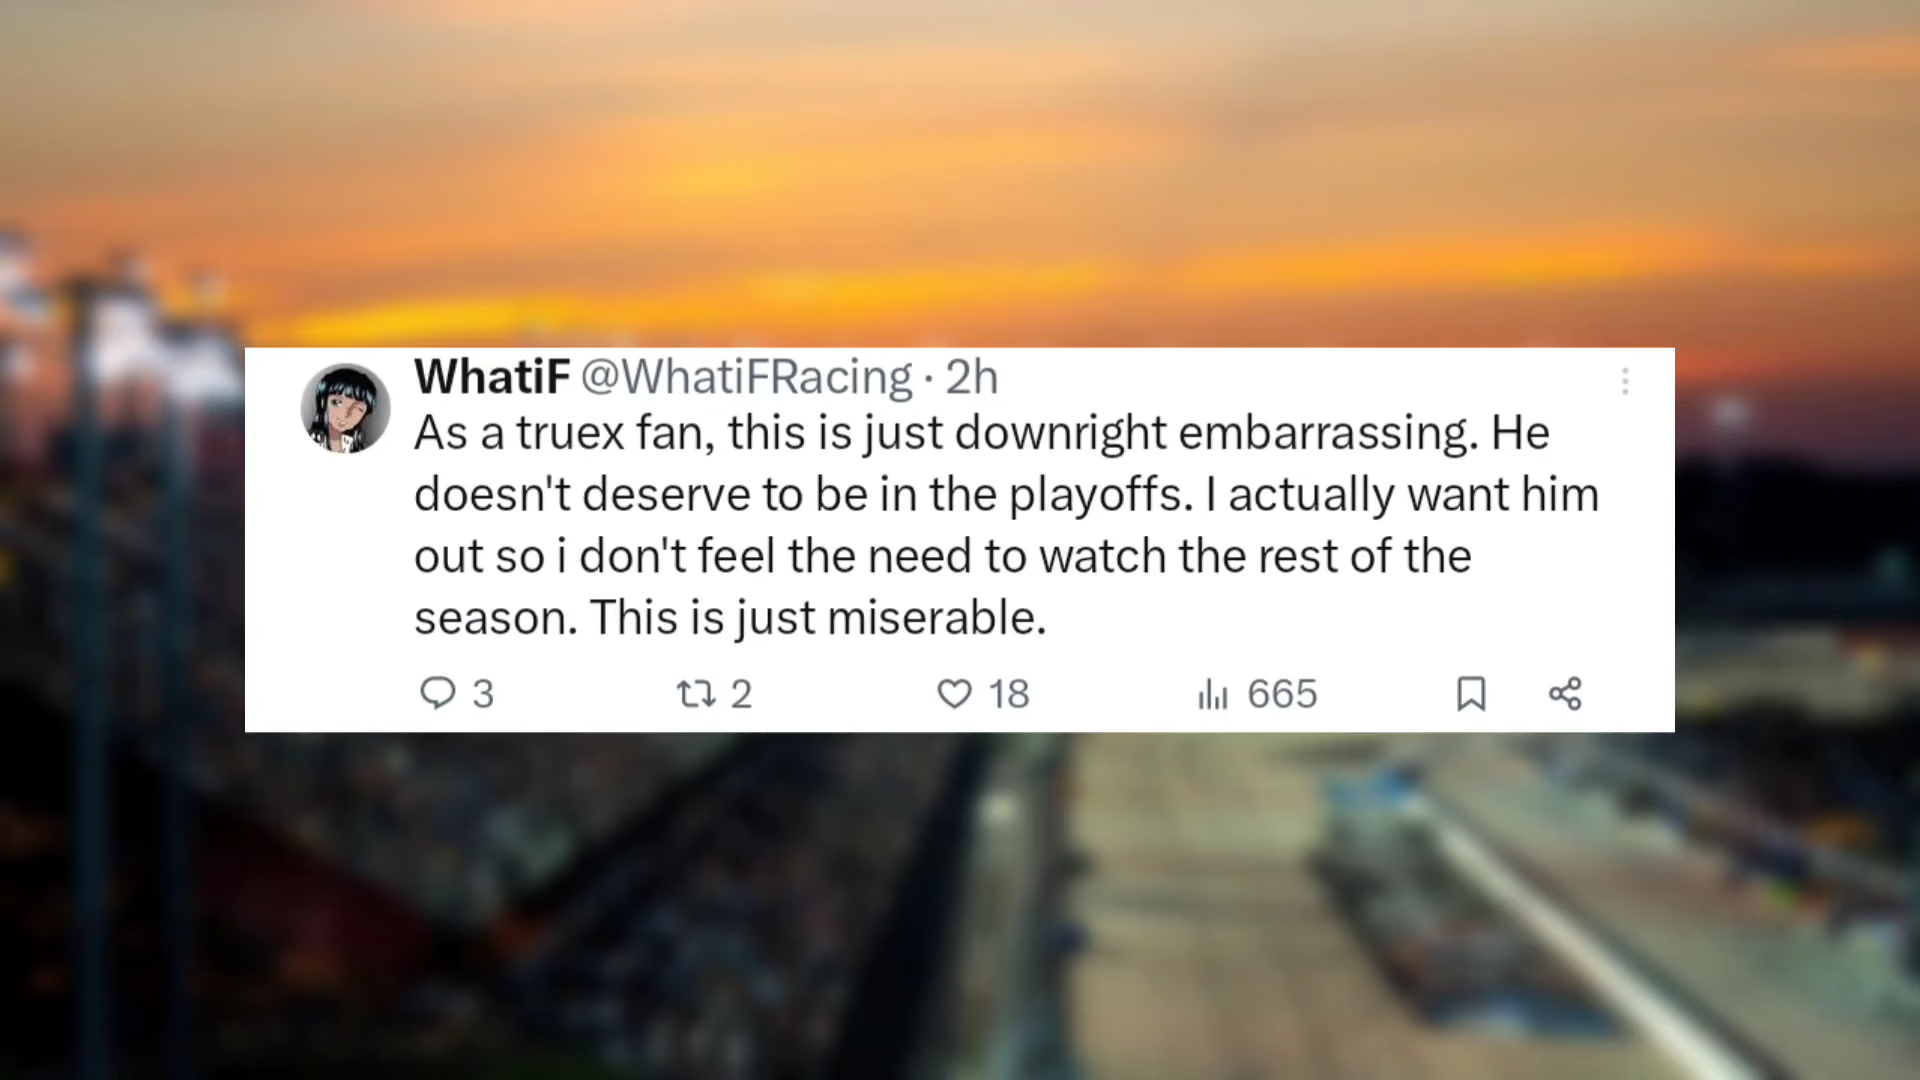 WhatiF @WhatiFRacing · 2h
As a truex fan, this is just downright embarrassing. He
doesn't deserve to be in the playoffs. I actually want him
out so i don't feel the need to watch the rest of the
season. This is just miserable.
3 2 18 665